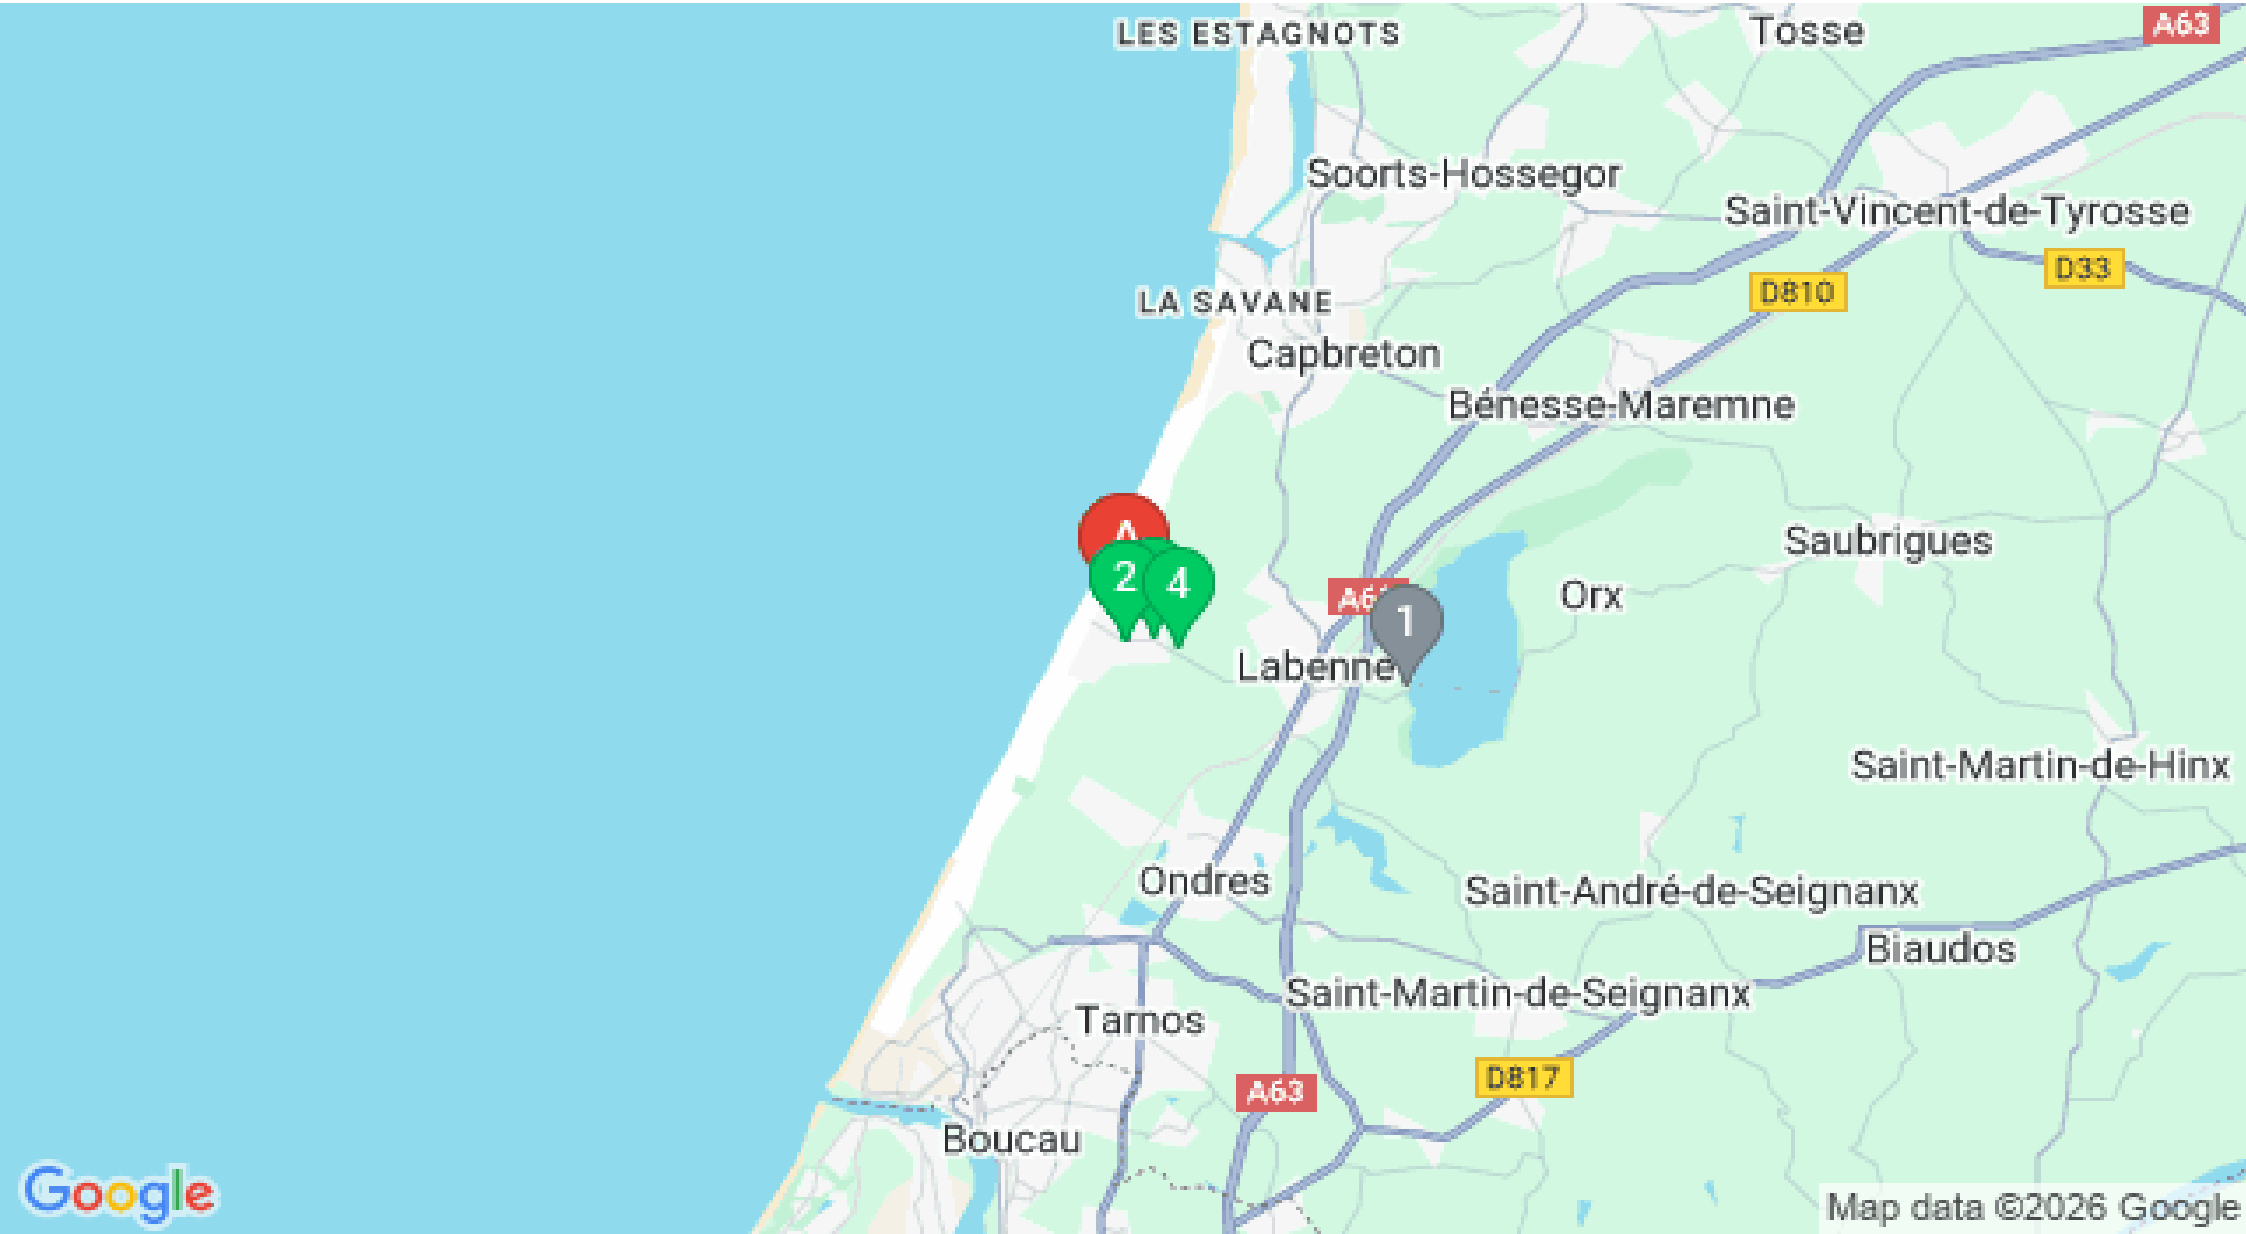 LES ESTAGNOTS
Tosse
A63
Soorts-Hossegor
Saint-Vincent-de-Tyrosse
D33
D810
LA SAVANE
Capbreton
Bénesse-Maremne
A
2
4
Saubrigues
Orx
1
Labenne
Saint-Martin-de-Hinx
Ondres
Saint-André-de-Seignanx
Biaudos
Saint-Martin-de-Seignanx
Tarnos
D817
A63
Boucau
Google
Map data ©2026 Google